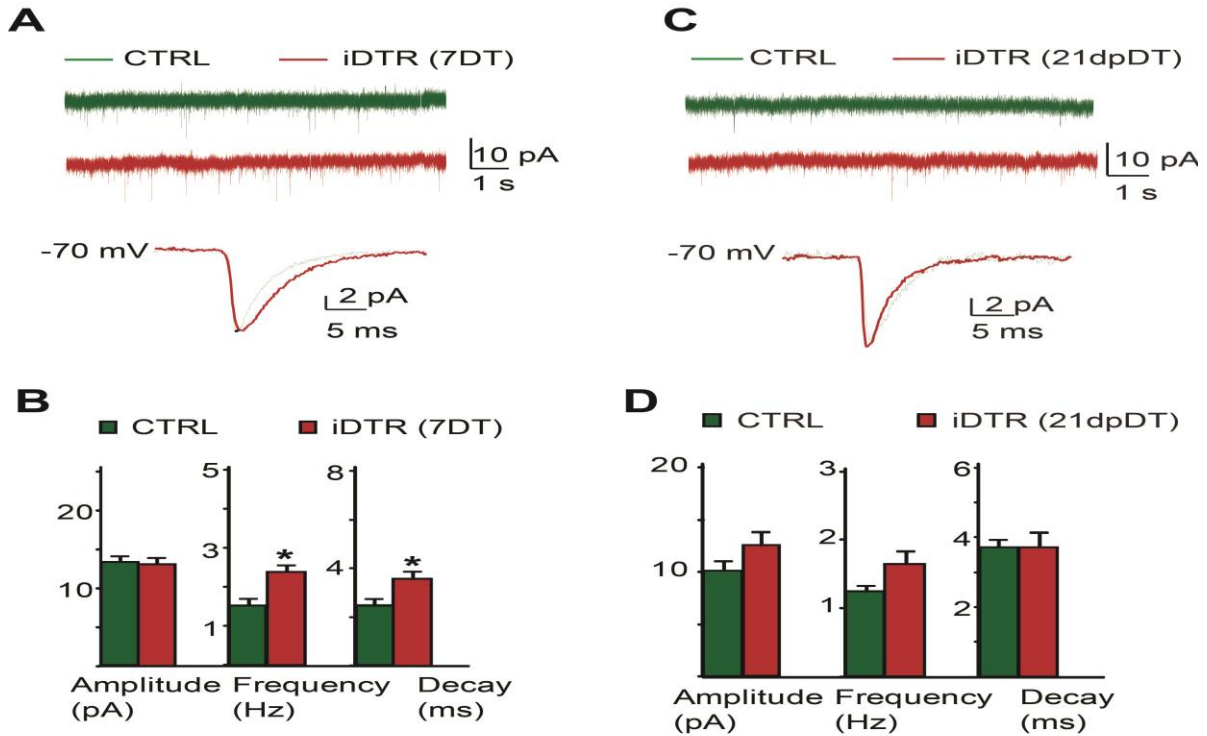 A
CTRL iDTR (7DT)
10 pA
1 s
-70 mV
2 pA
5 ms
B
CTRL iDTR (7DT)
20
10
5
3
1
8
4
* *
Amplitude (pA)
Frequency (Hz)
Decay (ms)
C
CTRL iDTR (21dpDT)
10 pA
1 s
-70 mV
2 pA
5 ms
D
CTRL iDTR (21dpDT)
20
10
3
2
1
6
4
2
Amplitude (pA)
Frequency (Hz)
Decay (ms)